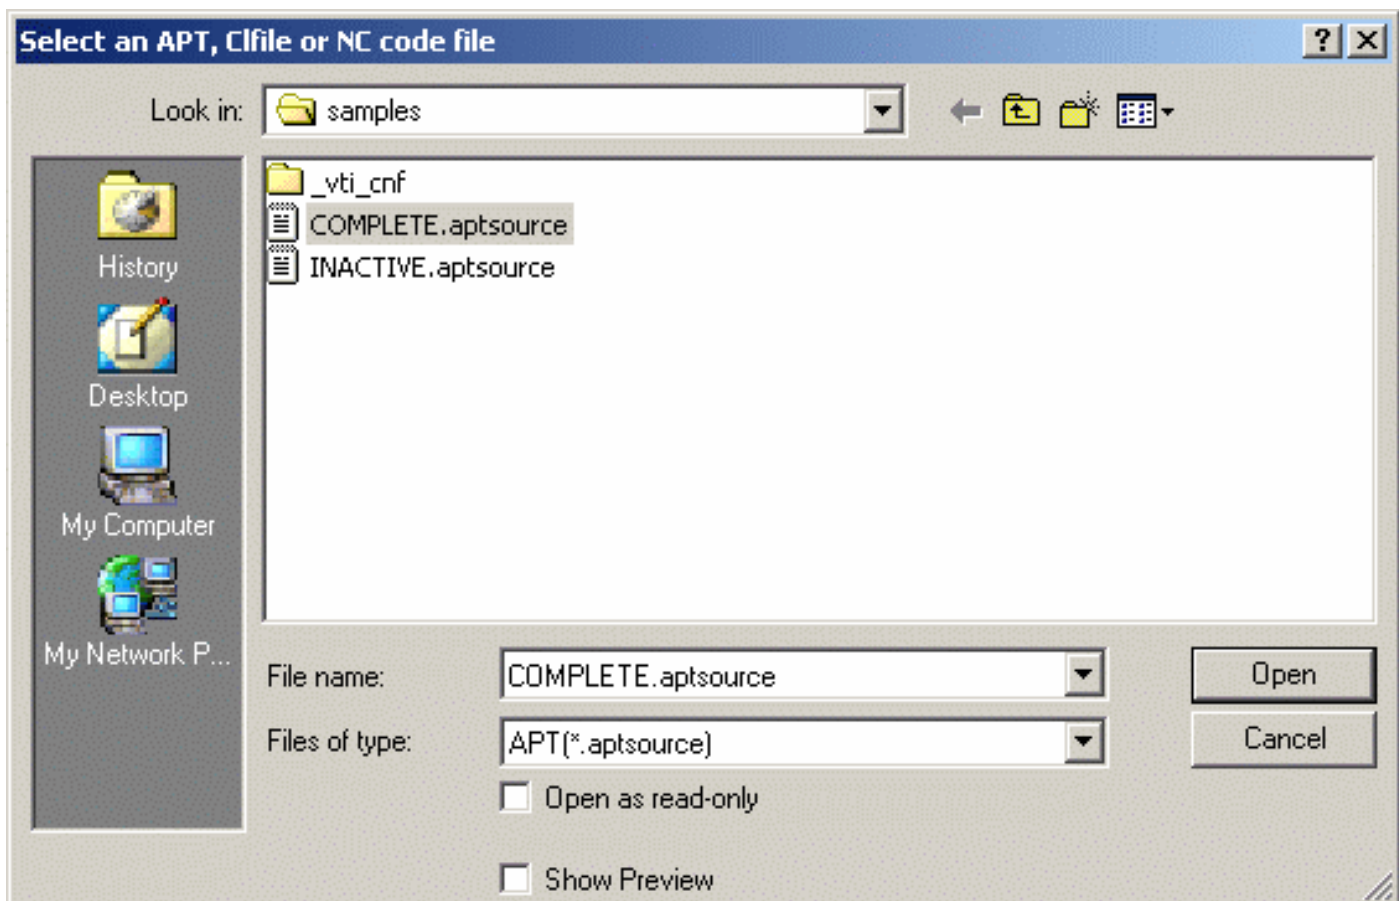 Select an APT, Clfile or NC code file
Look in: samples
_vti_cnf
COMPLETE.aptsource
INACTIVE.aptsource
History
Desktop
My Computer
My Network P...
File name: COMPLETE.aptsource Open
Files of type: APT(*.aptsource) Cancel
Open as read-only
Show Preview